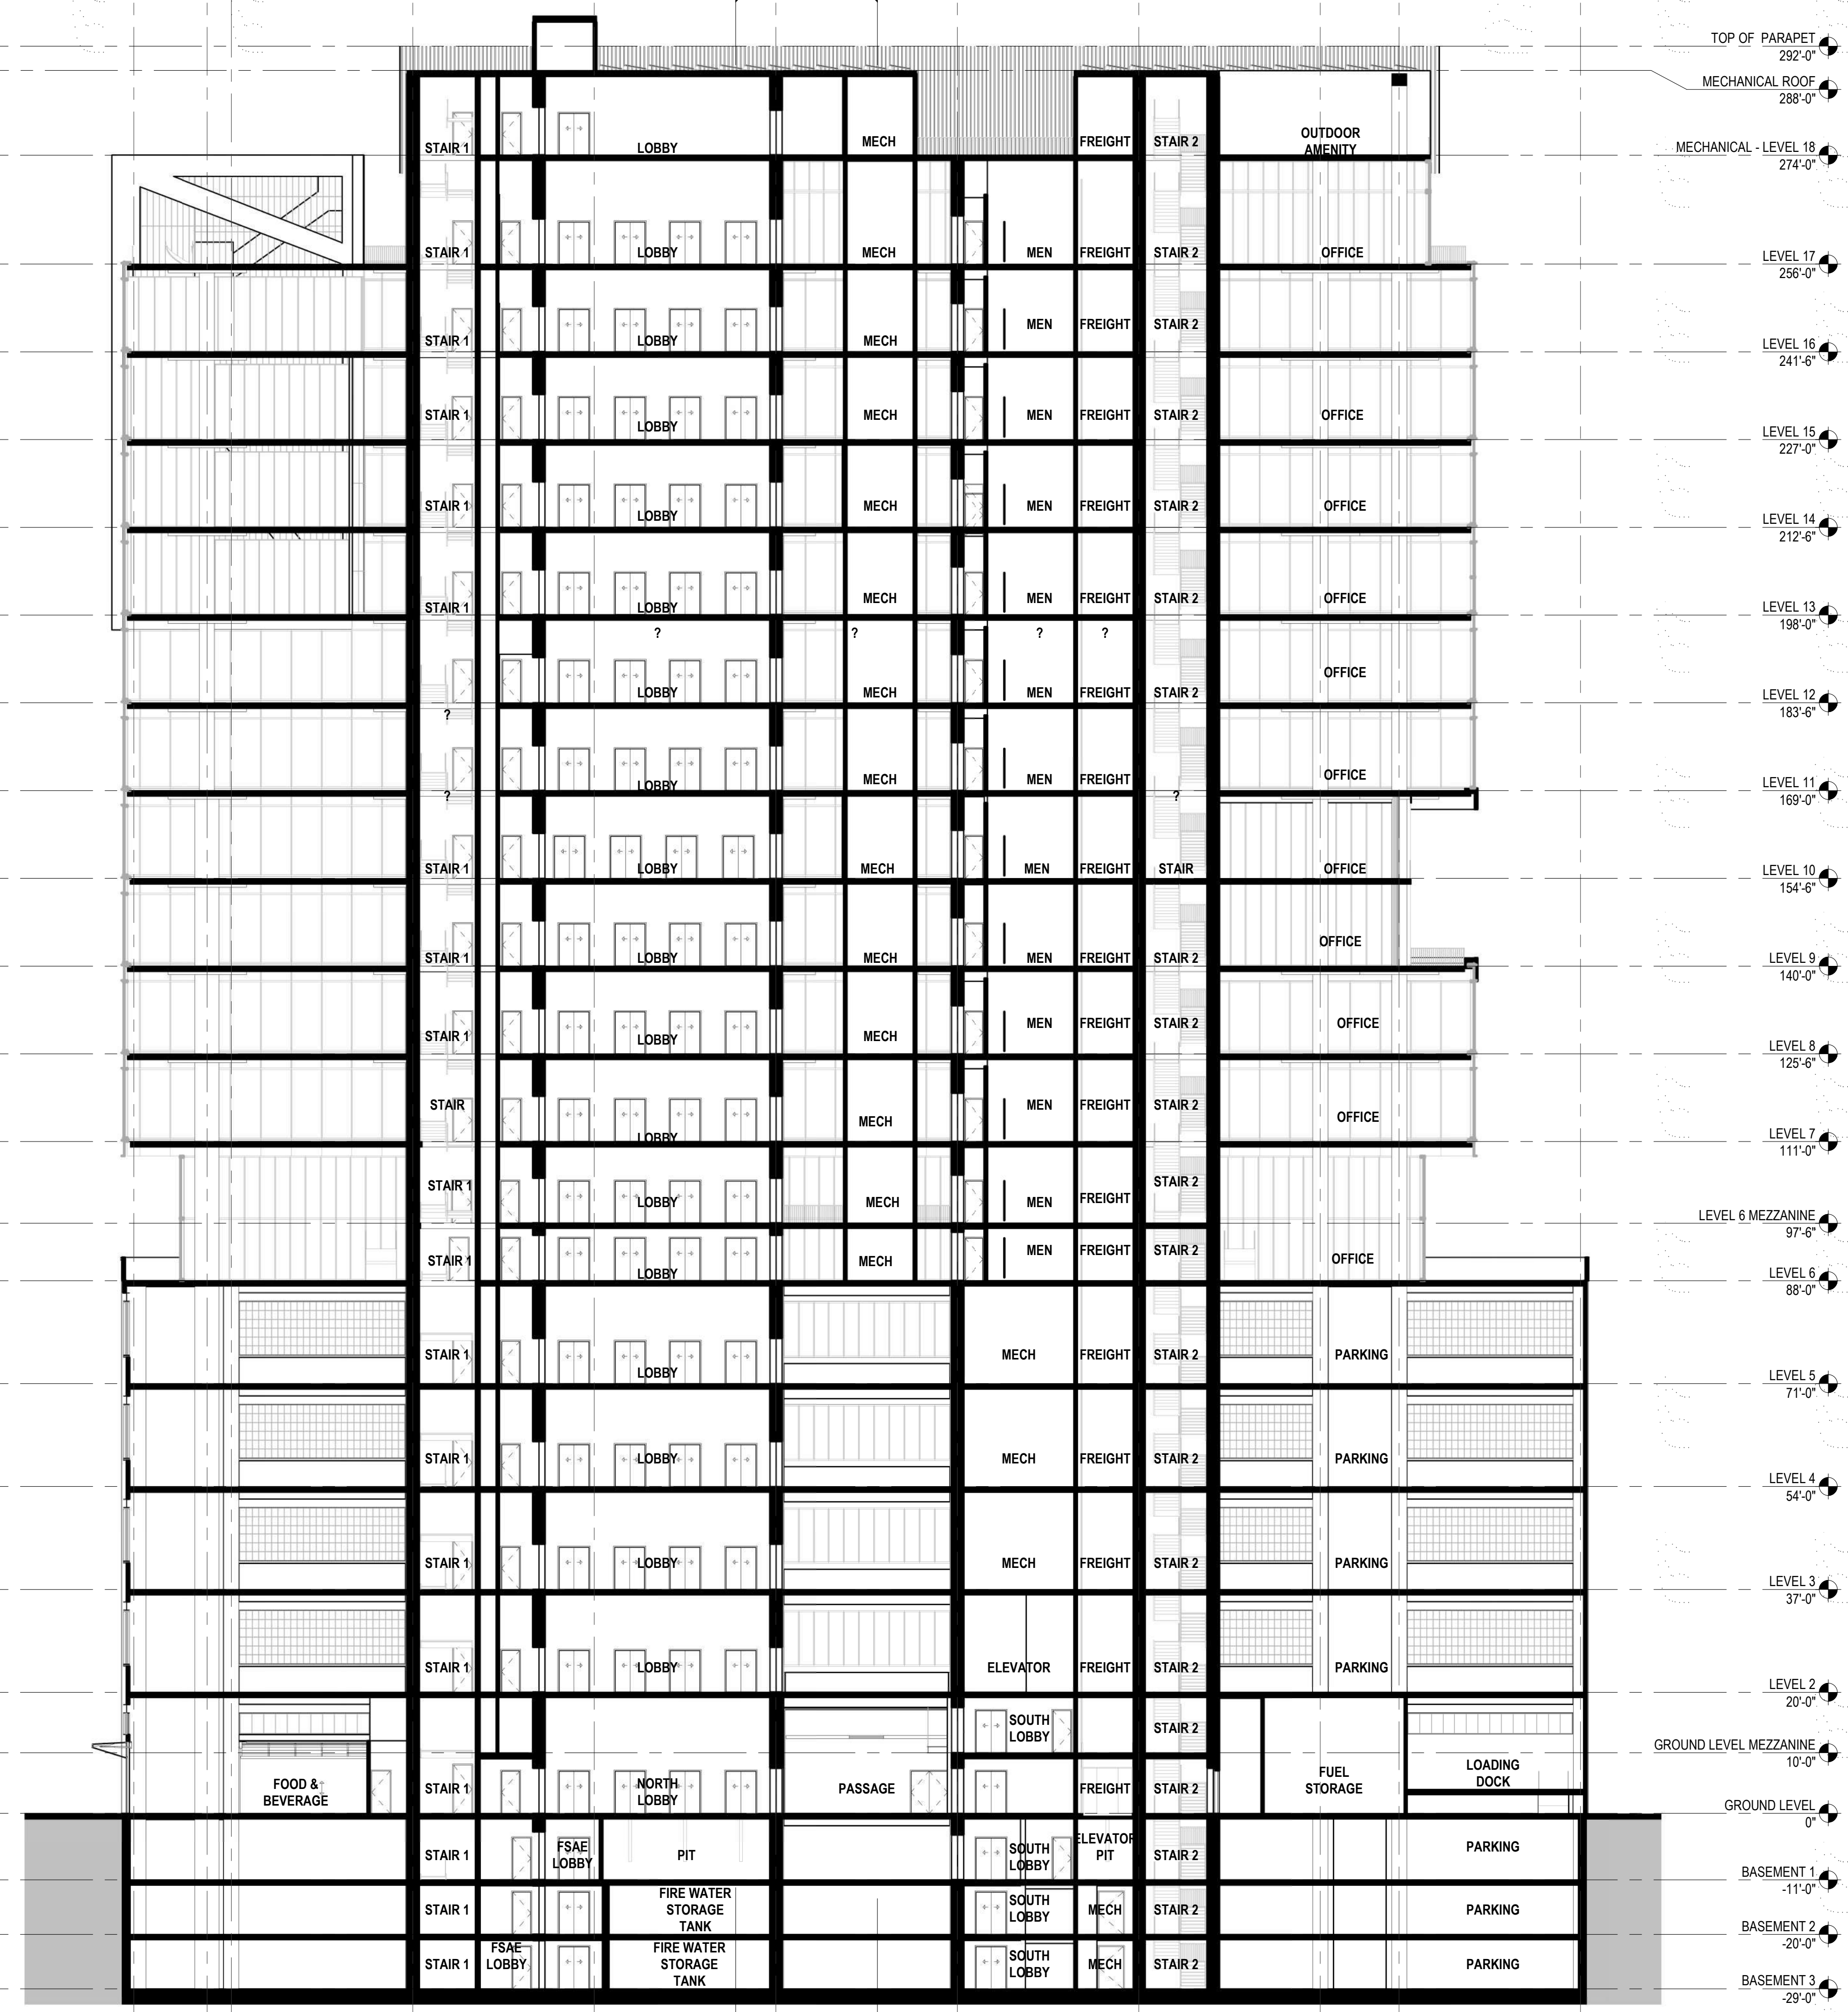 TOP OF PARAPET
292'-0"
MECHANICAL ROOF
288'-0"
STAIR 1 LOBBY MECH FREIGHT STAIR 2 OUTDOOR
AMENITY
MECHANICAL - LEVEL 18
274'-0"
STAIR 1 LOBBY MECH MEN FREIGHT STAIR 2 OFFICE
LEVEL 17
256'-0"
STAIR 1 LOBBY MECH MEN FREIGHT STAIR 2
LEVEL 16
241'-6"
STAIR 1 LOBBY MECH MEN FREIGHT STAIR 2 OFFICE
LEVEL 15
227'-0"
STAIR 1 LOBBY MECH MEN FREIGHT STAIR 2 OFFICE
LEVEL 14
212'-6"
STAIR 1 LOBBY MECH MEN FREIGHT STAIR 2 OFFICE
LEVEL 13
198'-0"
? ? ? ?
LOBBY MECH MEN FREIGHT STAIR 2 OFFICE
LEVEL 12
183'-6"
?
LOBBY MECH MEN FREIGHT OFFICE
LEVEL 11
169'-0"
? ?
STAIR 1 LOBBY MECH MEN FREIGHT STAIR OFFICE
LEVEL 10
154'-6"
STAIR 1 LOBBY MECH MEN FREIGHT STAIR 2 OFFICE
LEVEL 9
140'-0"
STAIR 1 LOBBY MECH MEN FREIGHT STAIR 2 OFFICE
LEVEL 8
125'-6"
STAIR LOBBY MECH MEN FREIGHT STAIR 2 OFFICE
LEVEL 7
111'-0"
STAIR 1 LOBBY MECH MEN FREIGHT STAIR 2
LEVEL 6 MEZZANINE
97'-6"
STAIR 1 LOBBY MECH MEN FREIGHT STAIR 2 OFFICE
LEVEL 6
88'-0"
STAIR 1 LOBBY MECH FREIGHT STAIR 2 PARKING
LEVEL 5
71'-0"
STAIR 1 LOBBY MECH FREIGHT STAIR 2 PARKING
LEVEL 4
54'-0"
STAIR 1 LOBBY MECH FREIGHT STAIR 2 PARKING
LEVEL 3
37'-0"
STAIR 1 LOBBY ELEVATOR FREIGHT STAIR 2 PARKING
LEVEL 2
20'-0"
SOUTH
LOBBY
STAIR 2
GROUND LEVEL MEZZANINE
10'-0"
FOOD &
BEVERAGE
STAIR 1
NORTH
LOBBY
PASSAGE
FREIGHT
STAIR 2
FUEL
STORAGE
LOADING
DOCK
GROUND LEVEL
0"
STAIR 1
FSAE
LOBBY
PIT
SOUTH
LOBBY
ELEVATOR
PIT
STAIR 2
PARKING
BASEMENT 1
-11'-0"
STAIR 1
FIRE WATER
STORAGE
TANK
SOUTH
LOBBY
MECH
STAIR 2
PARKING
BASEMENT 2
-20'-0"
STAIR 1
FSAE
LOBBY
FIRE WATER
STORAGE
TANK
SOUTH
LOBBY
MECH
STAIR 2
PARKING
BASEMENT 3
-29'-0"